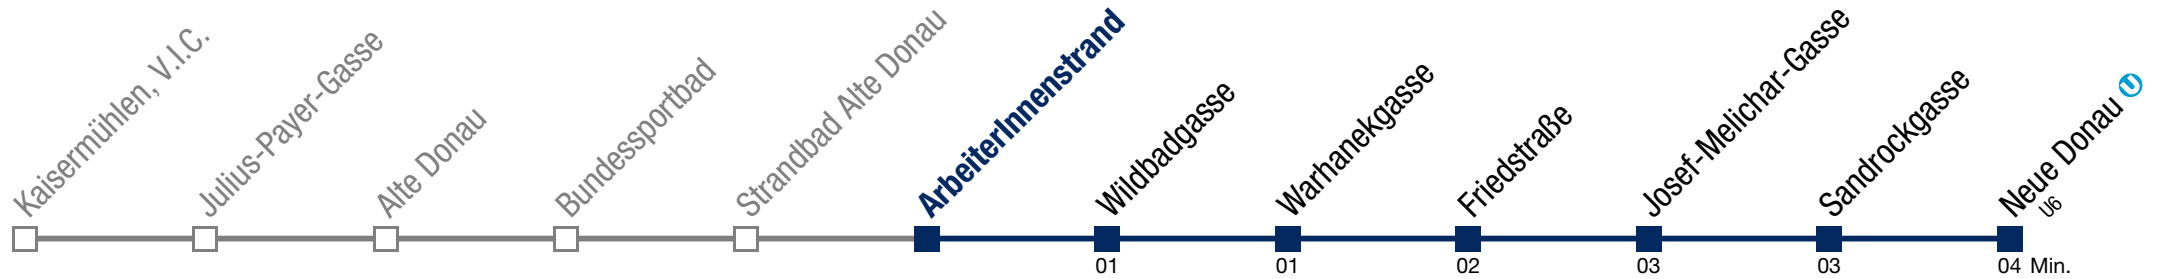 Kaisermühlen, V.I.C.
Julius-Payer-Gasse
Alte Donau
Bundessportbad
Strandbad Alte Donau
ArbeiterInnenstrand
Wildbadgasse
Warhanekgasse
Friedstraße
Josef-Melichar-Gasse
Sandrockgasse
Neue Donau U
U6
01 01 02 03 03 04 Min.